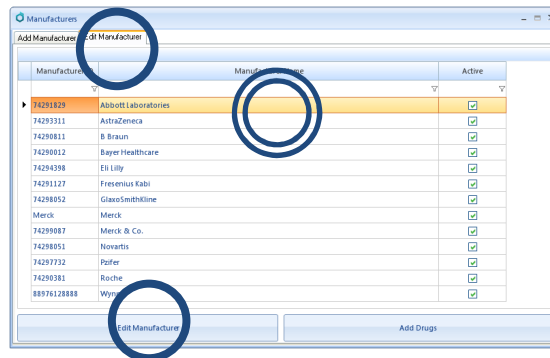 Manufacturers
Add Manufacturer Edit Manufacturer
Manufacturer Active
74291829 Abbott Laboratories
74293311 AstraZeneca
74290811 B Braun
74290012 Bayer Healthcare
74294398 Eli Lilly
74291127 Fresenius Kabi
74298052 GlaxoSmithKline
Merck Merck
74299087 Merck & Co.
74298051 Novartis
74297732 Pzifer
74290381 Roche
88976128888
Edit Manufacturer Add Drugs